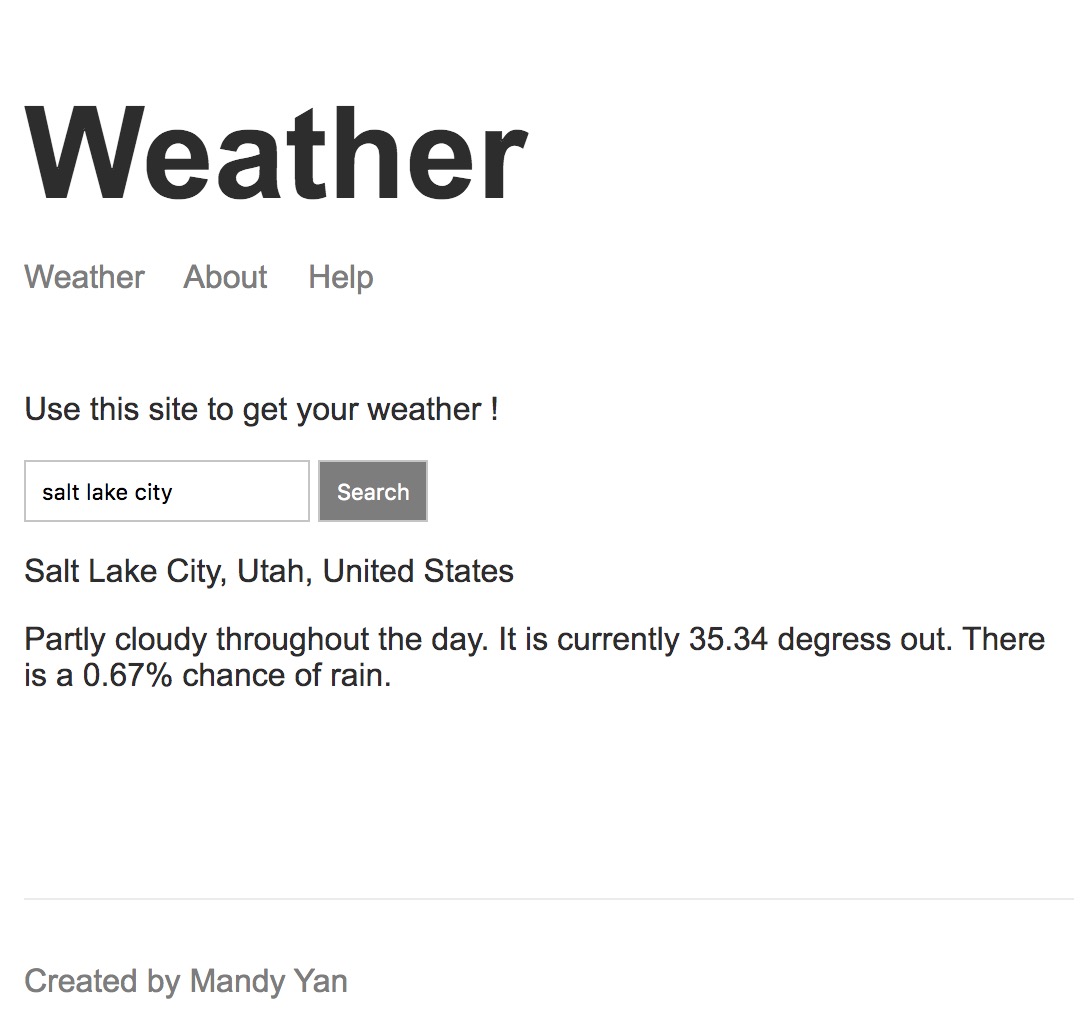 Weather
Weather About Help
Use this site to get your weather !
salt lake city Search
Salt Lake City, Utah, United States
Partly cloudy throughout the day. It is currently 35.34 degress out. There
is a 0.67% chance of rain.
Created by Mandy Yan